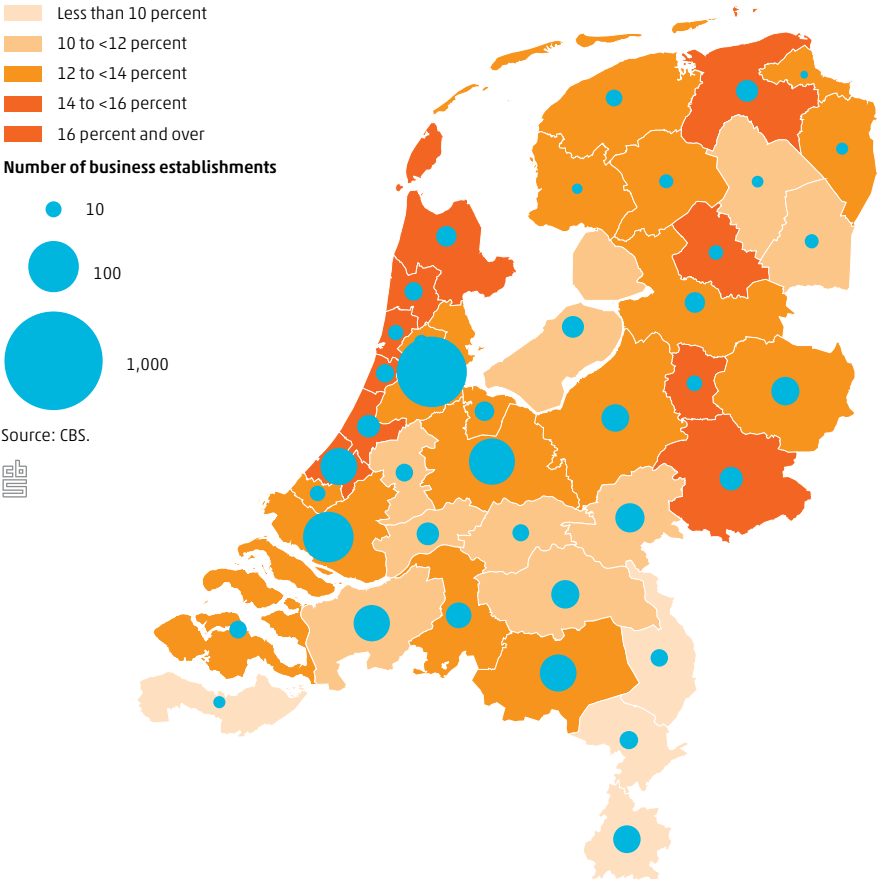 Less than 10 percent
10 to <12 percent
12 to <14 percent
14 to <16 percent
16 percent and over
Number of business establishments
10
100
1,000
Source: CBS.
cbs